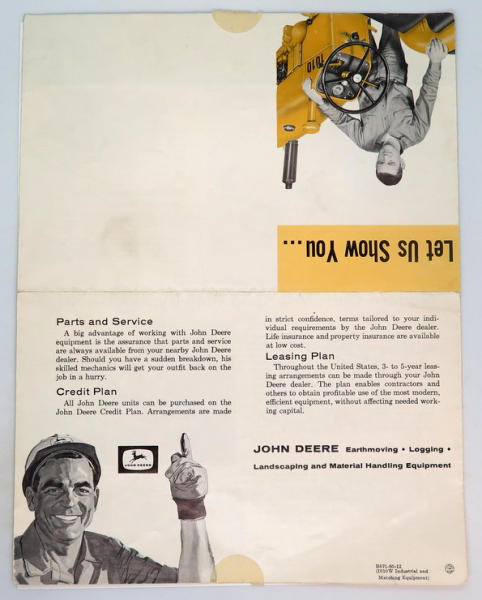 1010
Let Us Show You...
Parts and Service
A big advantage of working with John Deere
equipment is the assurance that parts and service
are always available from your nearby John Deere
dealer. Should you have a sudden breakdown, his
skilled mechanics will get your outfit back on the
job in a hurry.
Credit Plan
All John Deere units can be purchased on the
John Deere Credit Plan. Arrangements are made
in strict confidence, terms tailored to your indi-
vidual requirements by the John Deere dealer.
Life insurance and property insurance are available
at low cost.
Leasing Plan
Throughout the United States, 3- to 5-year leas-
ing arrangements can be made through your John
Deere dealer. The plan enables contractors and
others to obtain profitable use of the most modern,
efficient equipment, without affecting needed work-
ing capital.
JOHN DEERE
JOHN DEERE Earthmoving • Logging •
Landscaping and Material Handling Equipment
(1010W Industrial and
Matching Equipment)